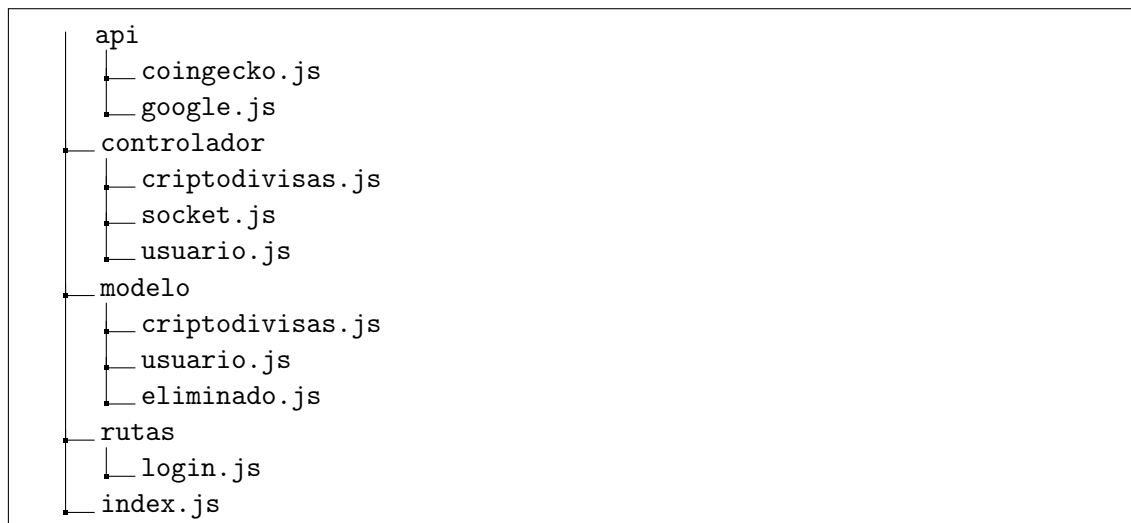 api
coingecko.js
google.js
controlador
criptodivisas.js
socket.js
usuario.js
modelo
criptodivisas.js
usuario.js
eliminado.js
rutas
login.js
index.js